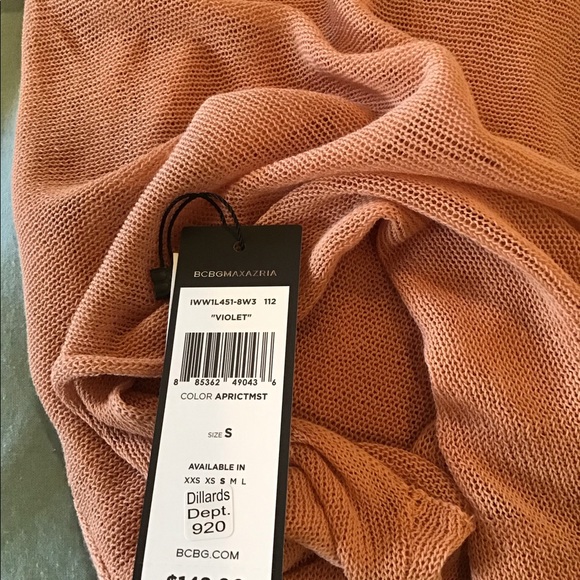 BCBGMAXAZRIA
IWW1L451-8W3 112
"VIOLET"
8 85362 49043 6
COLOR APRICTMST
SIZE S
AVAILABLE IN
XXS XS S M L
Dillards
Dept.
920
BCBG.COM